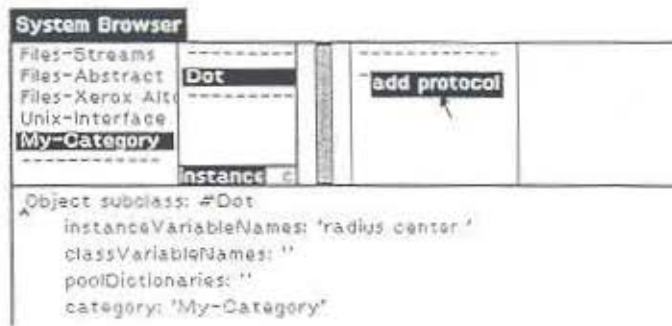 System Browser
Files-Streams
Files-Abstract
Files-Xerox Alto
Unix-Interface
My-Category
------------
---------
Dot
---------
instance c
------------
add protocol
Object subclass: #Dot
instanceVariableNames: 'radius center '
classVariableNames: ''
poolDictionaries: ''
category: 'My-Category'